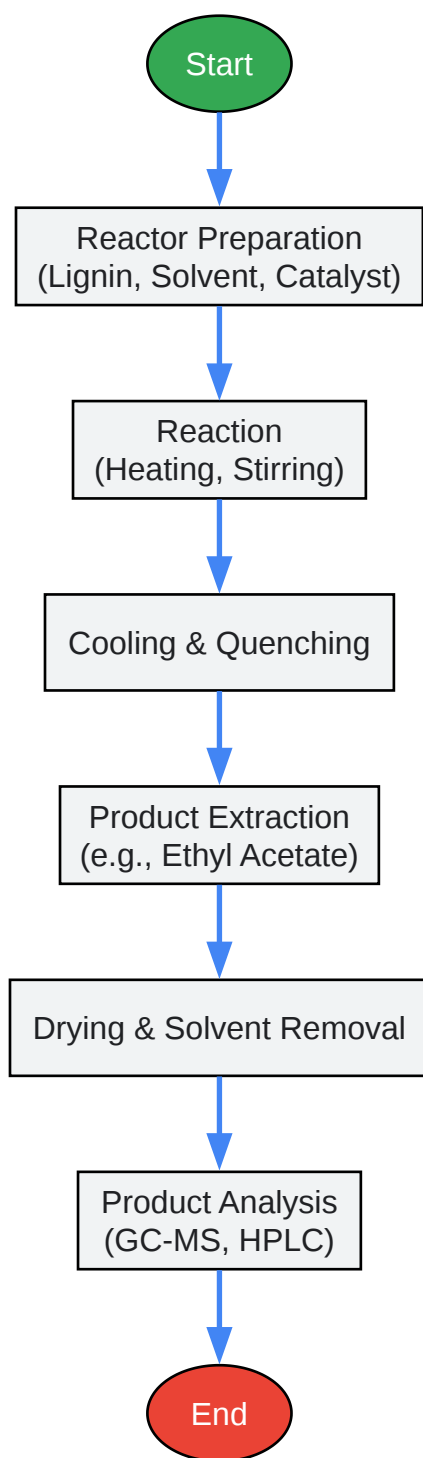 Start
Reactor Preparation
(Lignin, Solvent, Catalyst)
Reaction
(Heating, Stirring)
Cooling & Quenching
Product Extraction
(e.g., Ethyl Acetate)
Drying & Solvent Removal
Product Analysis
(GC-MS, HPLC)
End